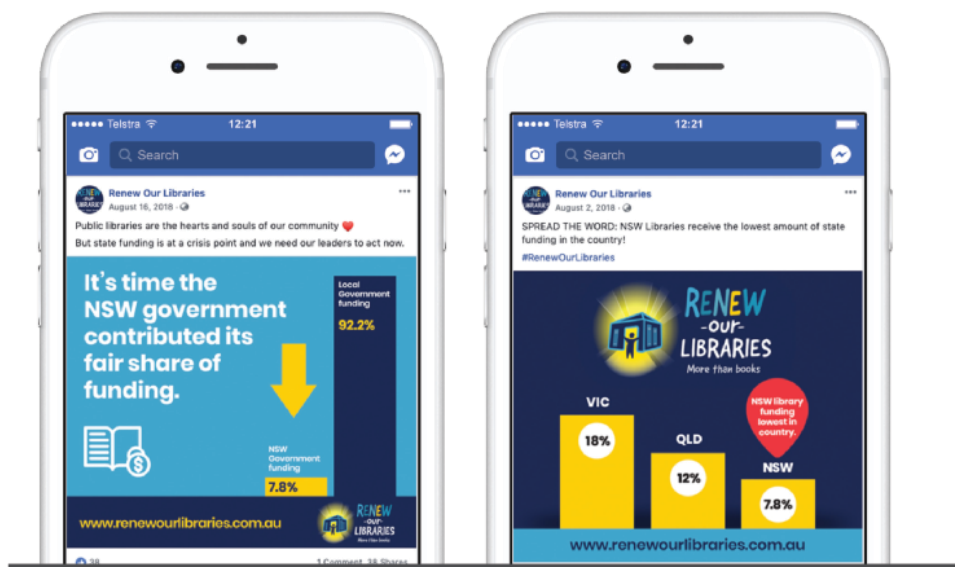 Telstra
12:21
Search
Renew Our Libraries
August 16, 2018
Public libraries are the hearts and souls of our community
But state funding is at a crisis point and we need our leaders to act now.
It's time the
NSW government
contributed its
fair share of
funding.
Local
Government
funding
92.2%
NSW
Government
funding
7.8%
www.renewourlibraries.com.au
RENEW
-OUR-
LIBRARIES
More than books
38
1 Comment 38 Shares
Telstra
12:21
Search
Renew Our Libraries
August 2, 2018
SPREAD THE WORD: NSW Libraries receive the lowest amount of state
funding in the country!
#RenewOurLibraries
RENEW
-OUR-
LIBRARIES
More than books
VIC
18%
QLD
12%
NSW library
funding
lowest in
country.
NSW
7.8%
www.renewourlibraries.com.au